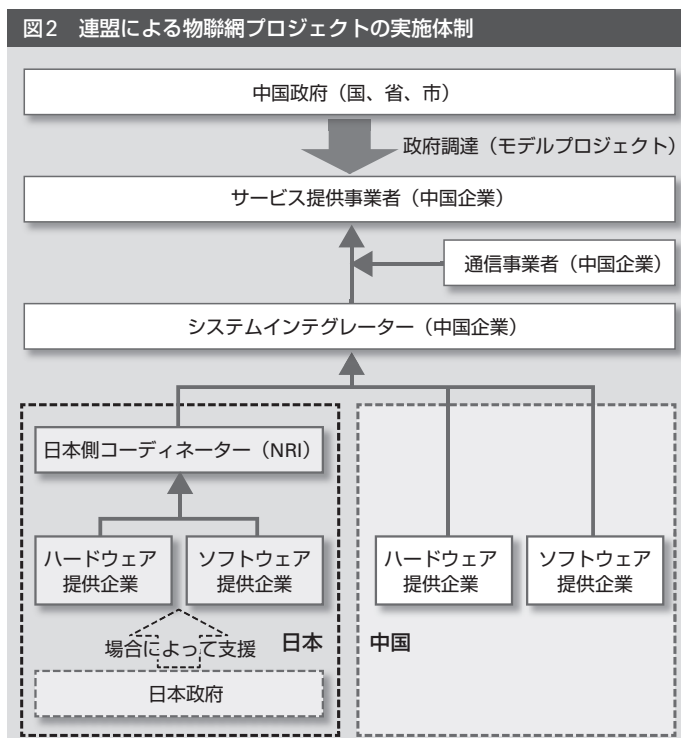 図2 連盟による物聯網プロジェクトの実施体制
中国政府（国、省、市）
政府調達（モデルプロジェクト）
サービス提供事業者（中国企業）
通信事業者（中国企業）
システムインテグレーター（中国企業）
日本側コーディネーター（NRI）
ハードウェア
提供企業
ソフトウェア
提供企業
ハードウェア
提供企業
ソフトウェア
提供企業
場合によって支援
日本
中国
日本政府